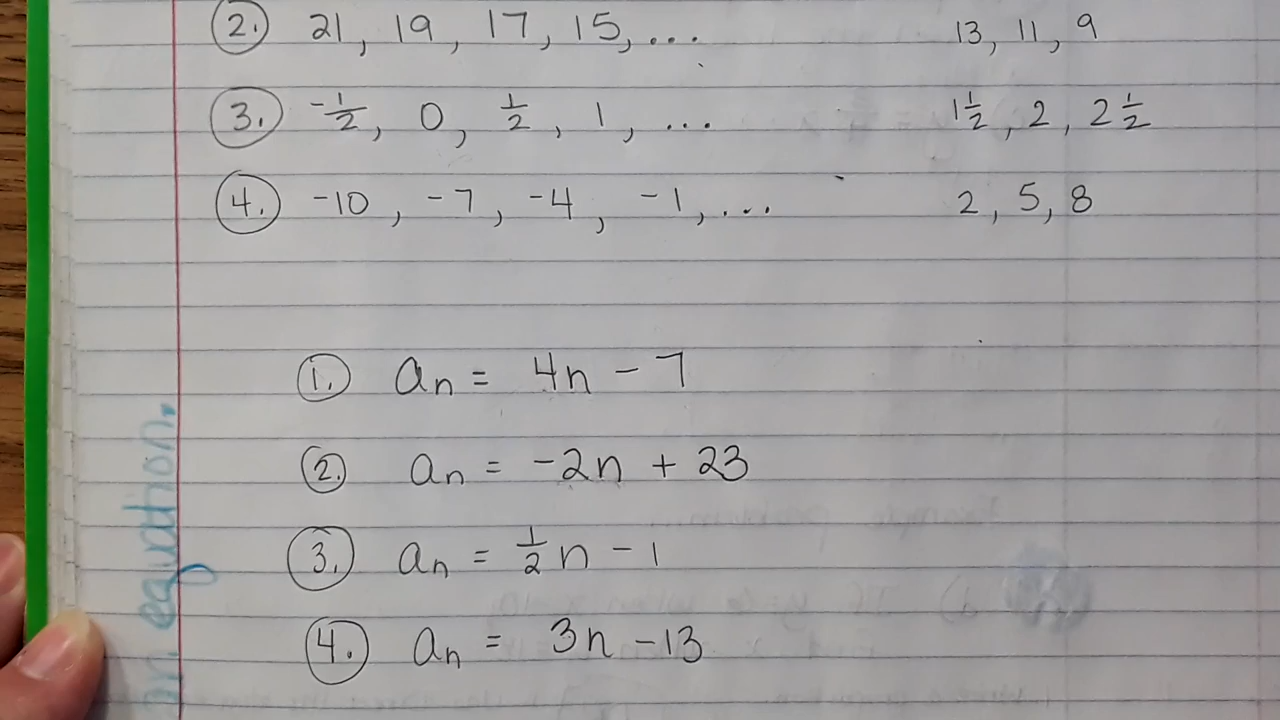 2. 21, 19, 17, 15, ... 13, 11, 9
3. -1/2, 0, 1/2, 1, ... 1 1/2, 2, 2 1/2
4. -10, -7, -4, -1, ... 2, 5, 8
1. aₙ = 4n - 7
2. aₙ = -2n + 23
3. aₙ = 1/2 n - 1
4. aₙ = 3n - 13
an equation.